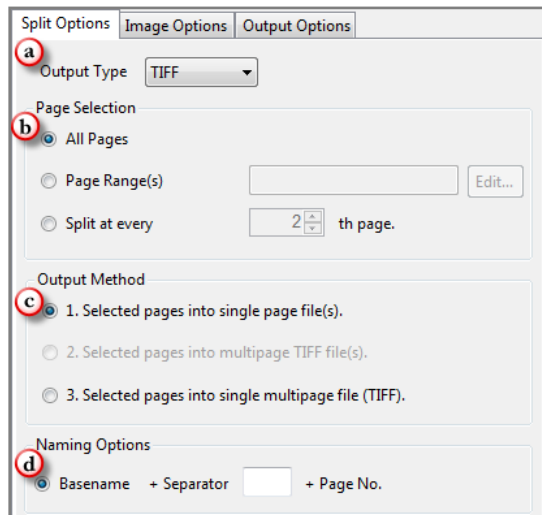 Split Options Image Options Output Options
a
Output Type TIFF
Page Selection
b
All Pages
Page Range(s) Edit...
Split at every 2 th page.
Output Method
c
1. Selected pages into single page file(s).
2. Selected pages into multipage TIFF file(s).
3. Selected pages into single multipage file (TIFF).
Naming Options
d
Basename + Separator + Page No.